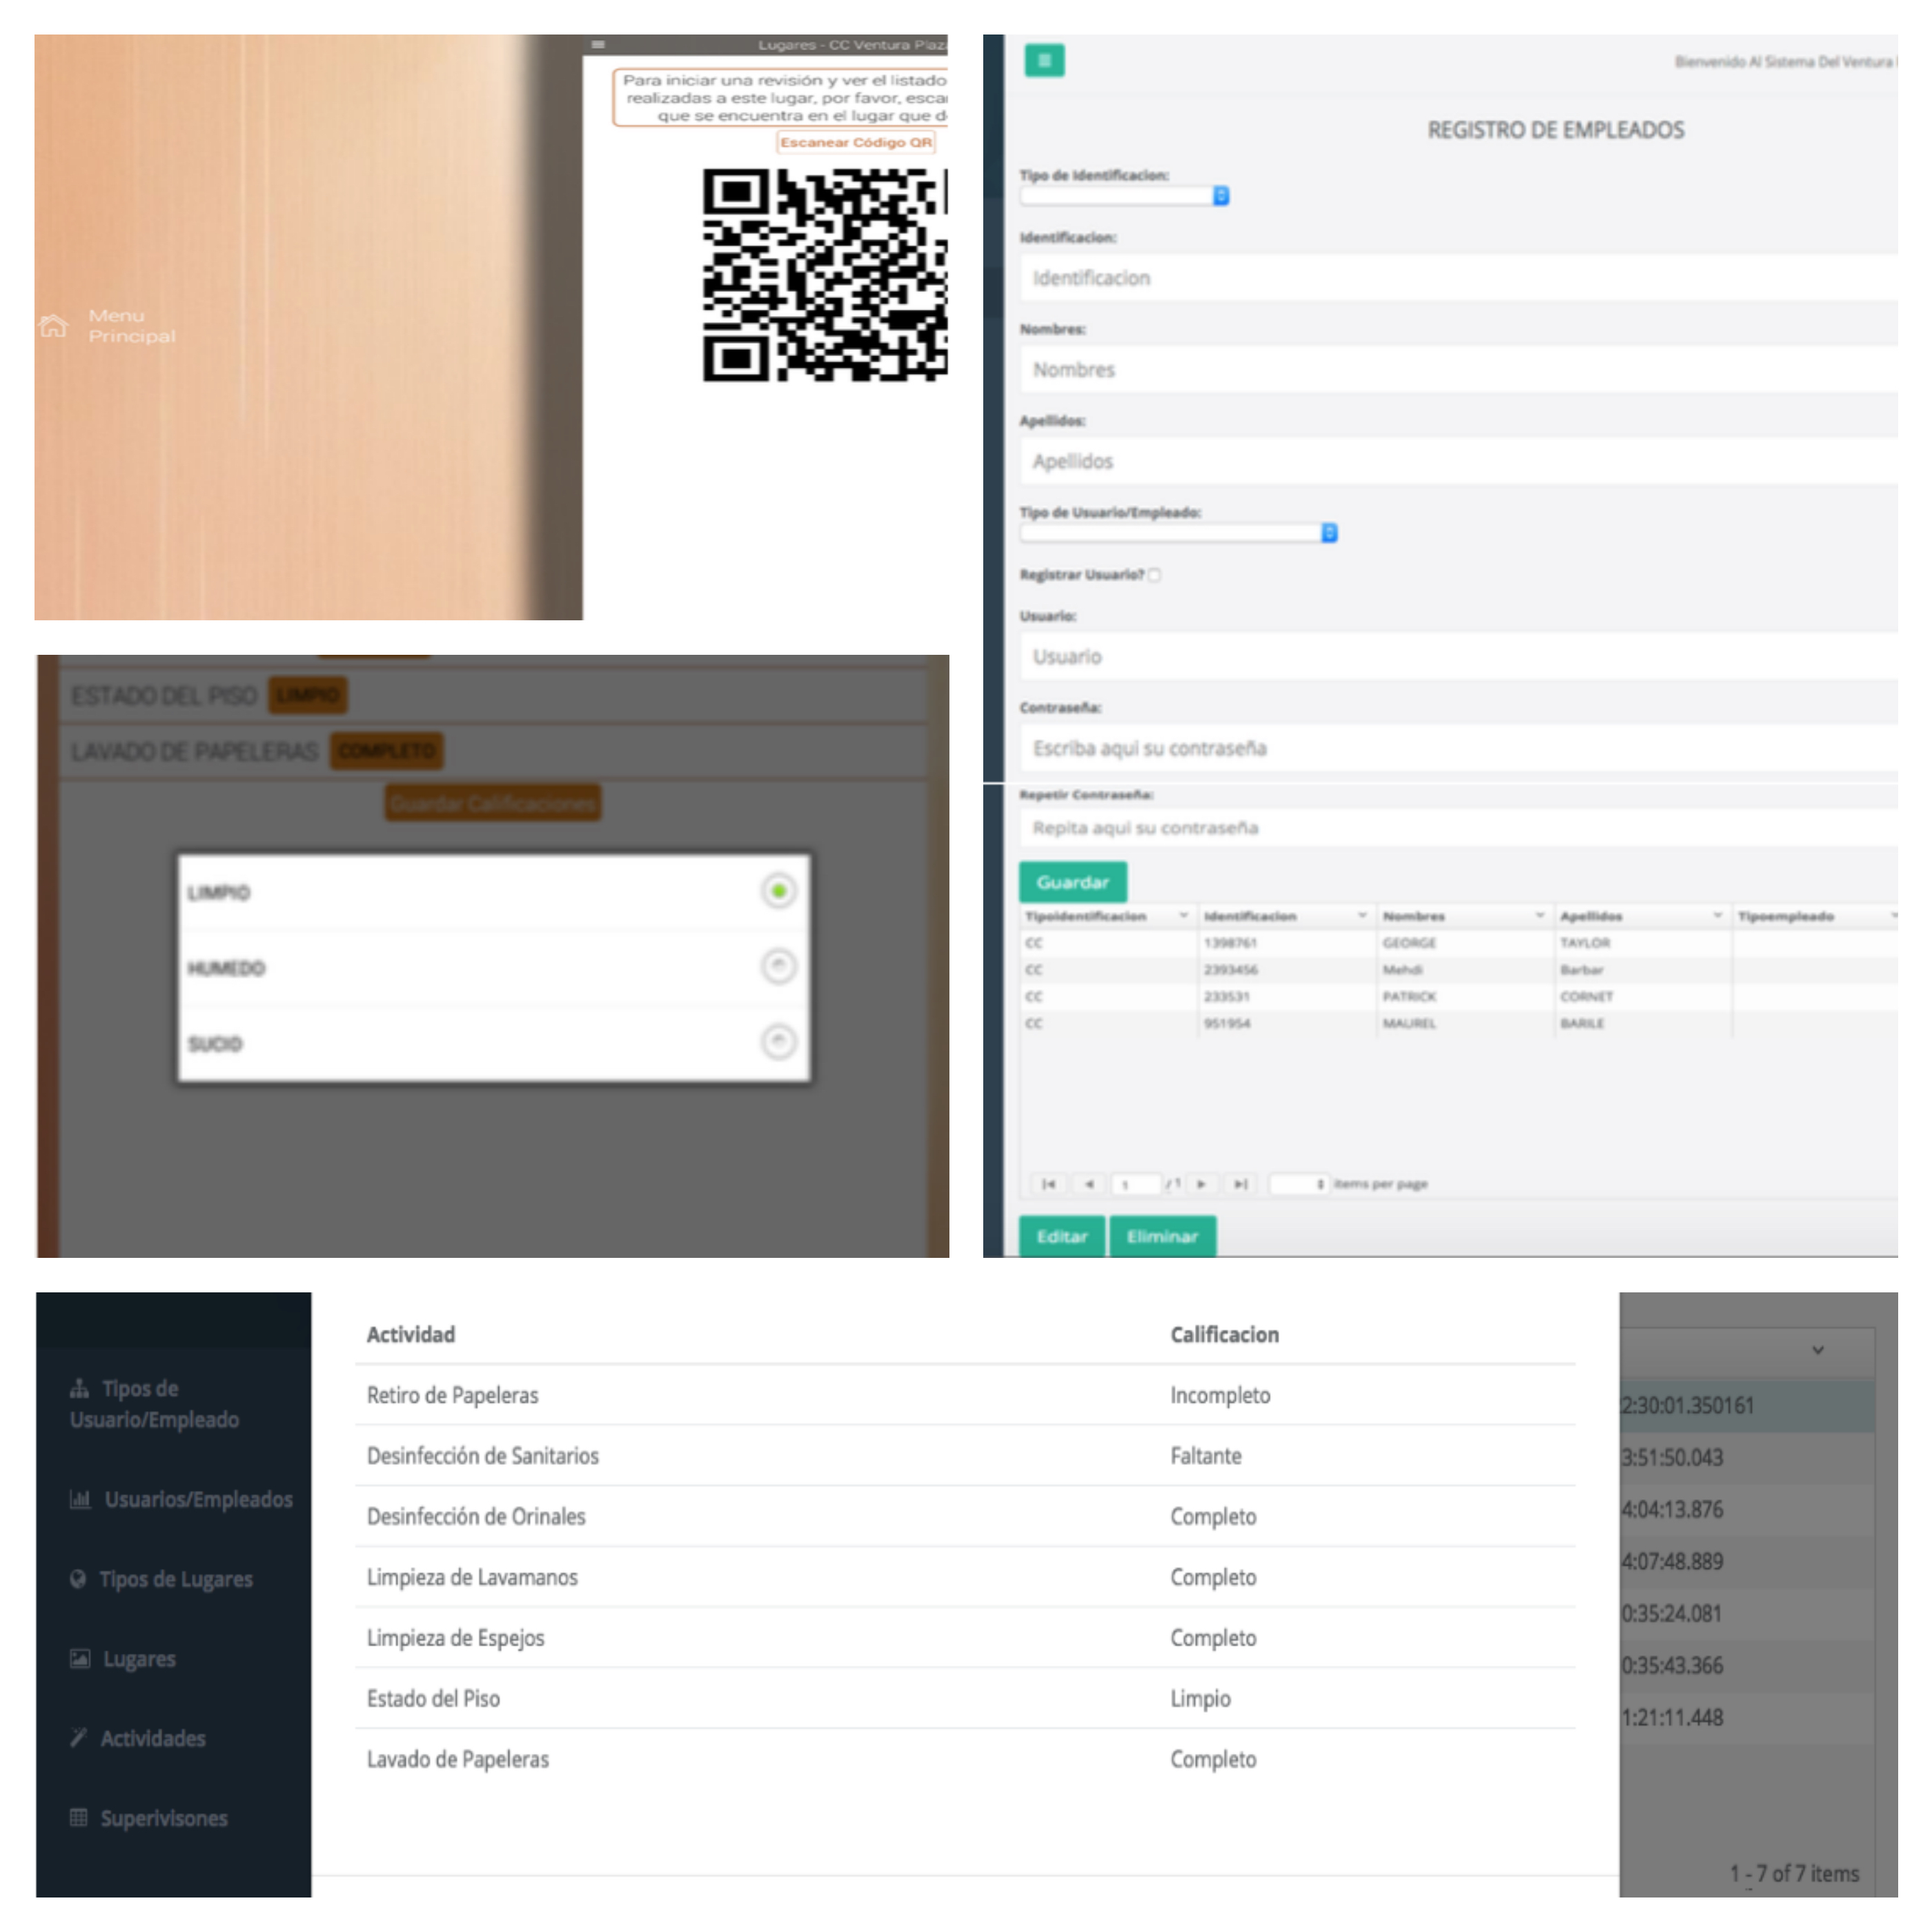 Lugares - CC Ventura Plaz
Para iniciar una revisión y ver el listado
realizadas a este lugar, por favor, esca
que se encuentra en el lugar que d
Escanear Código QR
Menu
Principal
ESTADO DEL PISO LIMPIO
LAVADO DE PAPELERAS COMPLETO
Guardar Calificaciones
LIMPIO
HUMEDO
SUCIO
Bienvenido Al Sistema Del Ventura
REGISTRO DE EMPLEADOS
Tipo de Identificacion:
Identificacion:
Identificacion
Nombres:
Nombres
Apellidos:
Apellidos
Tipo de Usuario/Empleado:
Registrar Usuario?
Usuario:
Usuario
Contraseña:
Escriba aqui su contraseña
Repetir Contraseña:
Repita aqui su contraseña
Guardar
Tipoidentificacion Identificacion Nombres Apellidos Tipoempleado
CC 1398761 GEORGE TAYLOR
CC 2393456 Mehdi Barbar
CC 233531 PATRICK CORNET
CC 951954 MAUREL BARILE
1 / 1 items per page
Editar Eliminar
Tipos de
Usuario/Empleado
Usuarios/Empleados
Tipos de Lugares
Lugares
Actividades
Superivisones
Actividad Calificacion
Retiro de Papeleras Incompleto
Desinfección de Sanitarios Faltante
Desinfección de Orinales Completo
Limpieza de Lavamanos Completo
Limpieza de Espejos Completo
Estado del Piso Limpio
Lavado de Papeleras Completo
2:30:01.350161
3:51:50.043
4:04:13.876
4:07:48.889
0:35:24.081
0:35:43.366
1:21:11.448
1 - 7 of 7 items